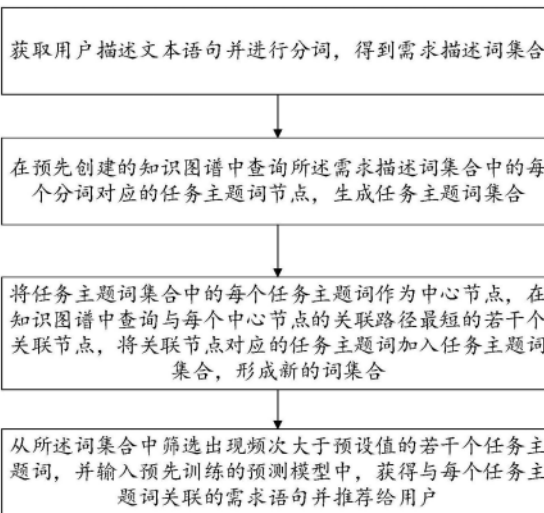 获取用户描述文本语句并进行分词，得到需求描述词集合
在预先创建的知识图谱中查询所述需求描述词集合中的每
个分词对应的任务主题词节点，生成任务主题词集合
将任务主题词集合中的每个任务主题词作为中心节点，在
知识图谱中查询与每个中心节点的关联路径最短的若干个
关联节点，将关联节点对应的任务主题词加入任务主题词
集合，形成新的词集合
从所述词集合中筛选出现频次大于预设值的若干个任务主
题词，并输入预先训练的预测模型中，获得与每个任务主
题词关联的需求语句并推荐给用户